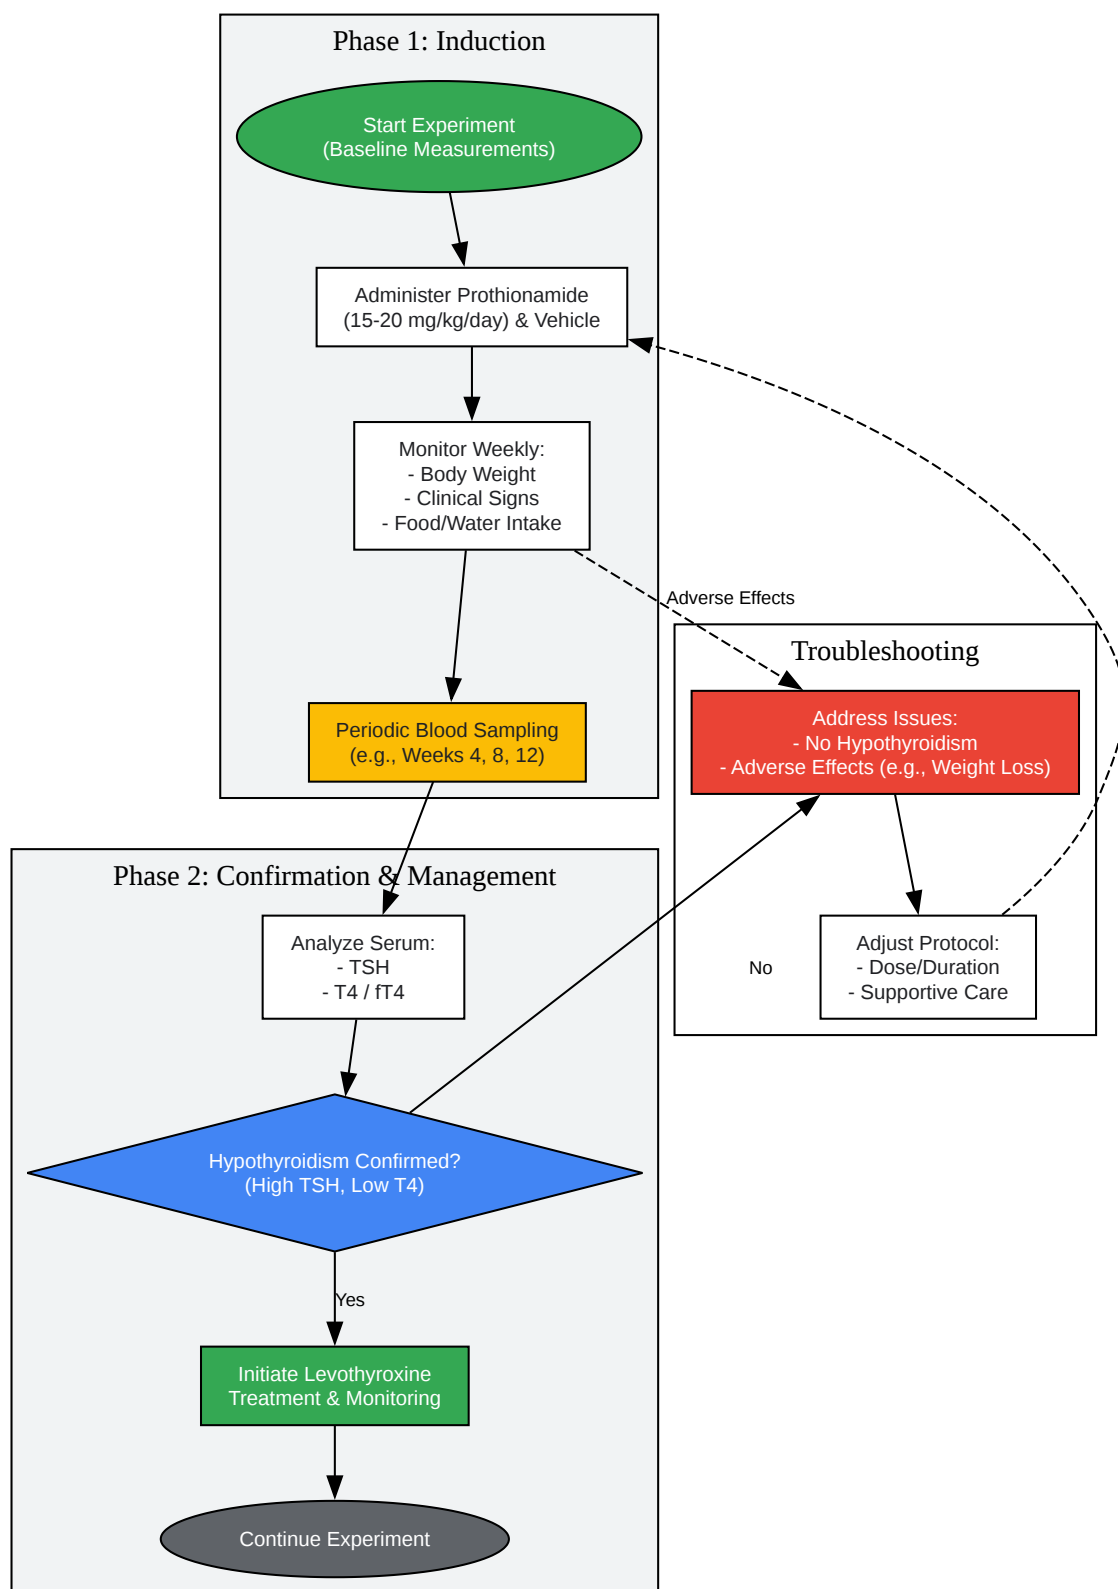 Phase 1: Induction
Start Experiment
(Baseline Measurements)
Administer Prothionamide
(15-20 mg/kg/day) & Vehicle
Monitor Weekly:
- Body Weight
- Clinical Signs
- Food/Water Intake
Adverse Effects
Periodic Blood Sampling
(e.g., Weeks 4, 8, 12)
Troubleshooting
Address Issues:
- No Hypothyroidism
- Adverse Effects (e.g., Weight Loss)
Adjust Protocol:
- Dose/Duration
- Supportive Care
No
Phase 2: Confirmation & Management
Analyze Serum:
- TSH
- T4 / fT4
Hypothyroidism Confirmed?
(High TSH, Low T4)
Yes
Initiate Levothyroxine
Treatment & Monitoring
Continue Experiment